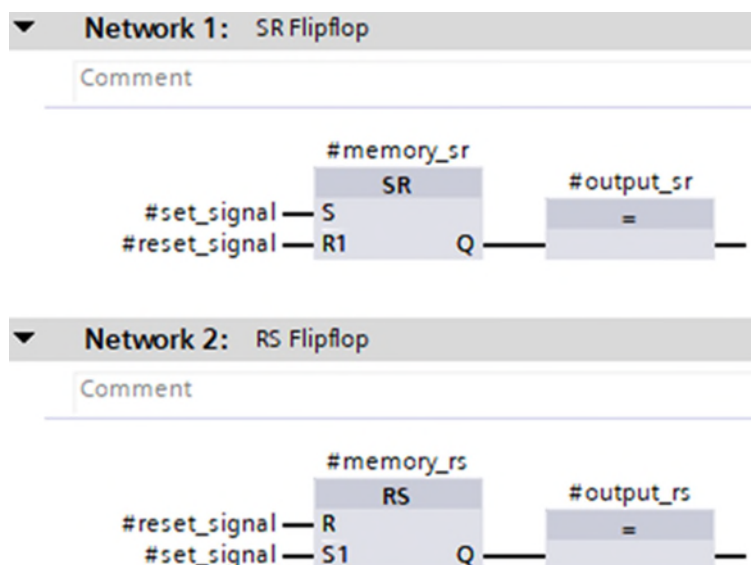 Network 1: SR Flipflop
Comment
#memory_sr
SR
#output_sr
#set_signal S
=
#reset_signal R1 Q
Network 2: RS Flipflop
Comment
#memory_rs
RS
#output_rs
#reset_signal R
=
#set_signal S1 Q